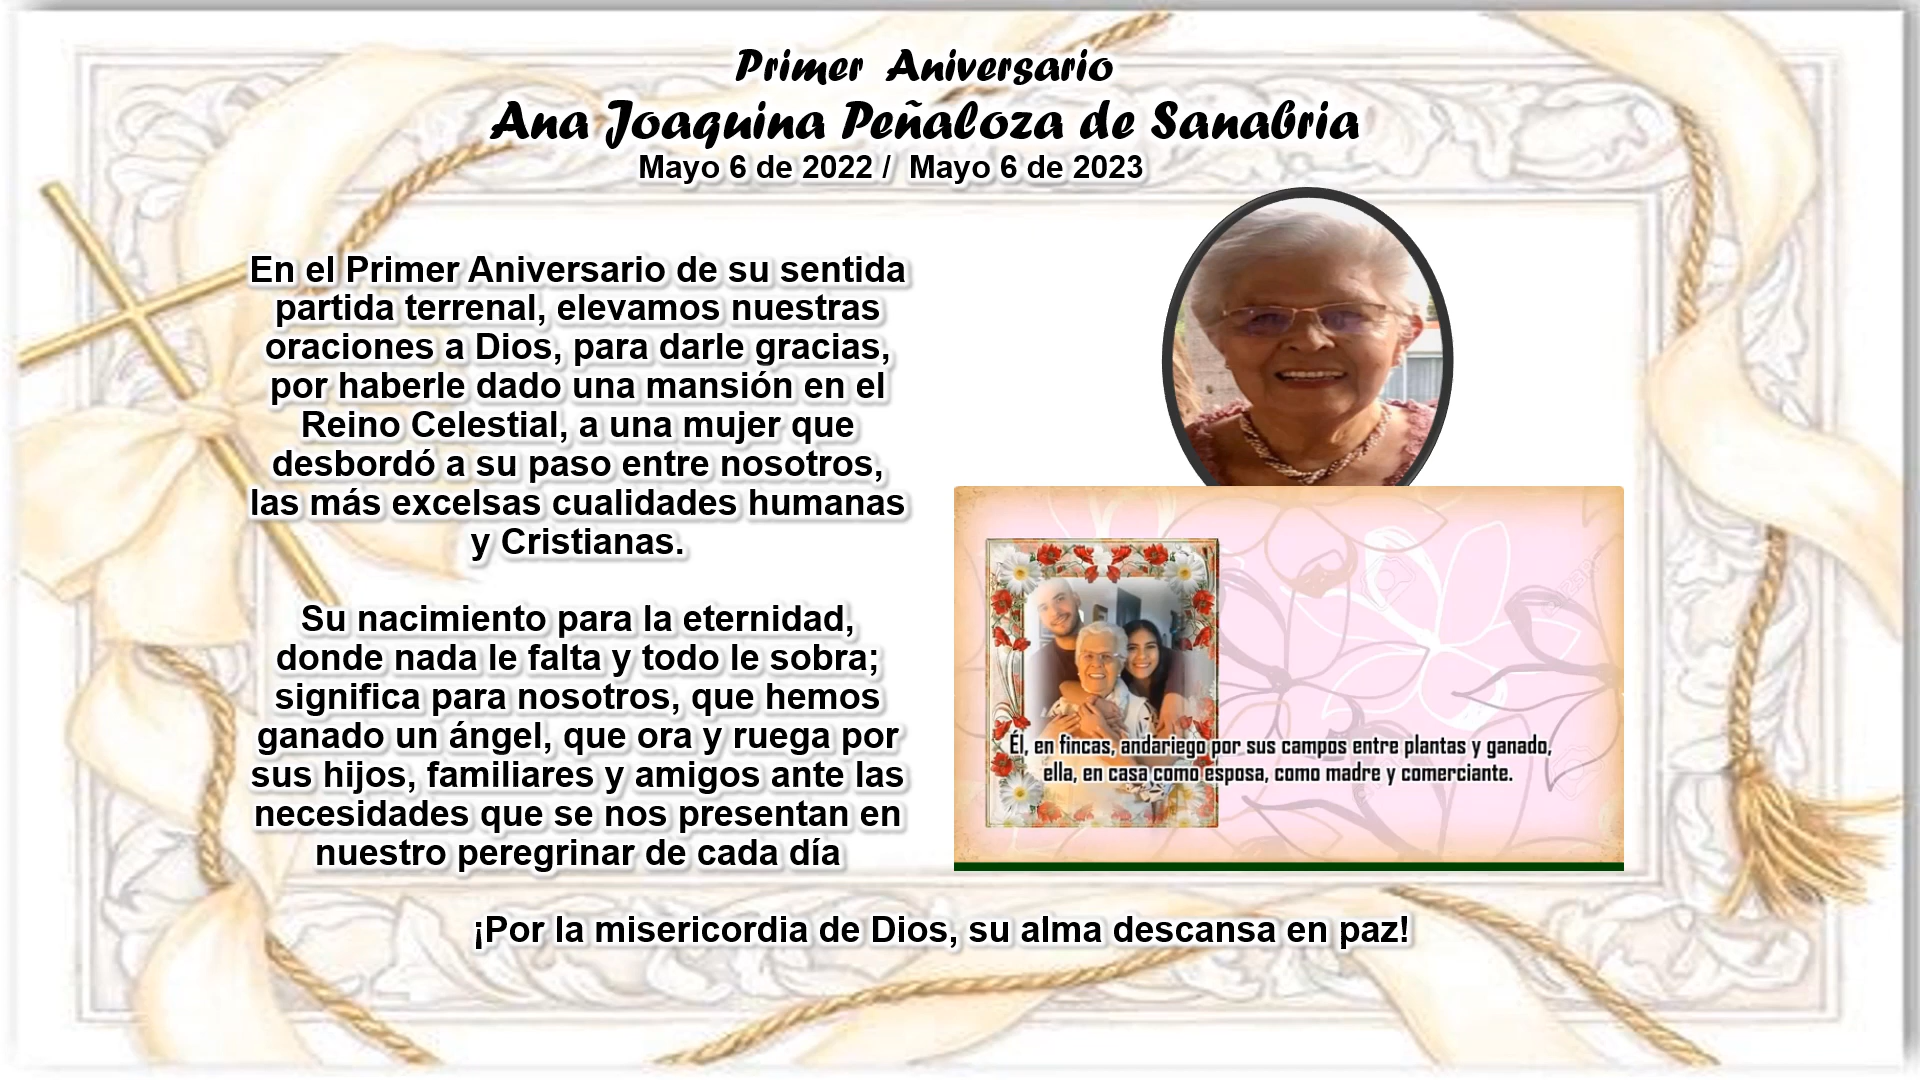 Primer Aniversario
Ana Joaquina Peñaloza de Sanabria
Mayo 6 de 2022 / Mayo 6 de 2023
En el Primer Aniversario de su sentida
partida terrenal, elevamos nuestras
oraciones a Dios, para darle gracias,
por haberle dado una mansión en el
Reino Celestial, a una mujer que
desbordó a su paso entre nosotros,
las más excelsas cualidades humanas
y Cristianas.
Su nacimiento para la eternidad,
donde nada le falta y todo le sobra;
significa para nosotros, que hemos
ganado un ángel, que ora y ruega por
sus hijos, familiares y amigos ante las
necesidades que se nos presentan en
nuestro peregrinar de cada día
Él, en fincas, andariego por sus campos entre plantas y ganado,
ella, en casa como esposa, como madre y comerciante.
¡Por la misericordia de Dios, su alma descansa en paz!